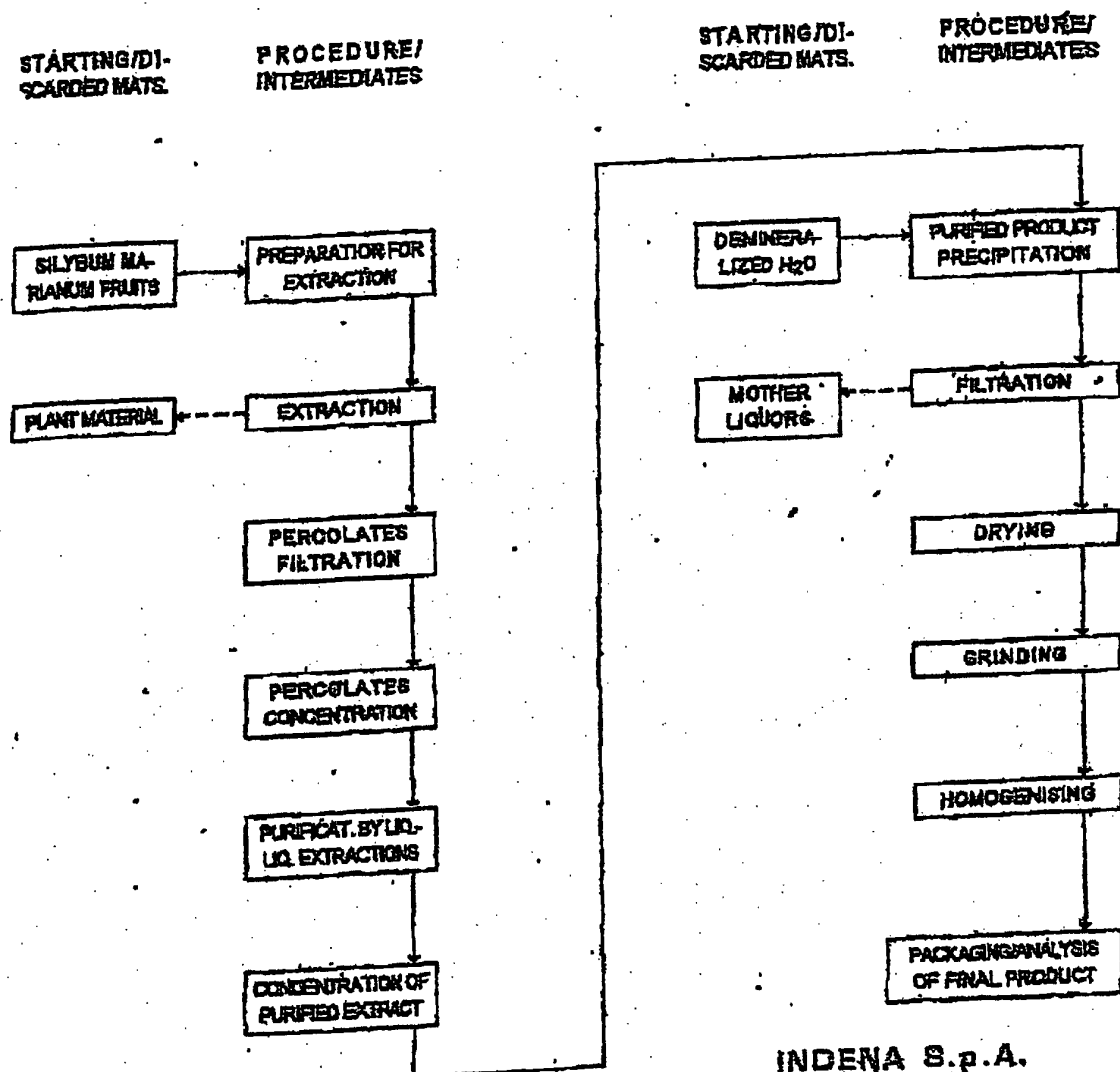 STARTING/DI-
SCARDED MATS.
PROCEDURE/
INTERMEDIATES
SILYBUM MA-
RIANUM FRUITS
PREPARATION FOR
EXTRACTION
PLANT MATERIAL
EXTRACTION
PERCOLATES
FILTRATION
PERCOLATES
CONCENTRATION
PURIFICAT. BY LIQ.-
LIQ. EXTRACTIONS
CONCENTRATION OF
PURIFIED EXTRACT
STARTING/DI-
SCARDED MATS.
PROCEDURE/
INTERMEDIATES
DEMINERA-
LIZED H2O
PURIFIED PRODUCT
PRECIPITATION
MOTHER
LIQUORS
FILTRATION
DRYING
GRINDING
HOMOGENISING
PACKAGING/ANALYSIS
OF FINAL PRODUCT
INDENA S.p.A.